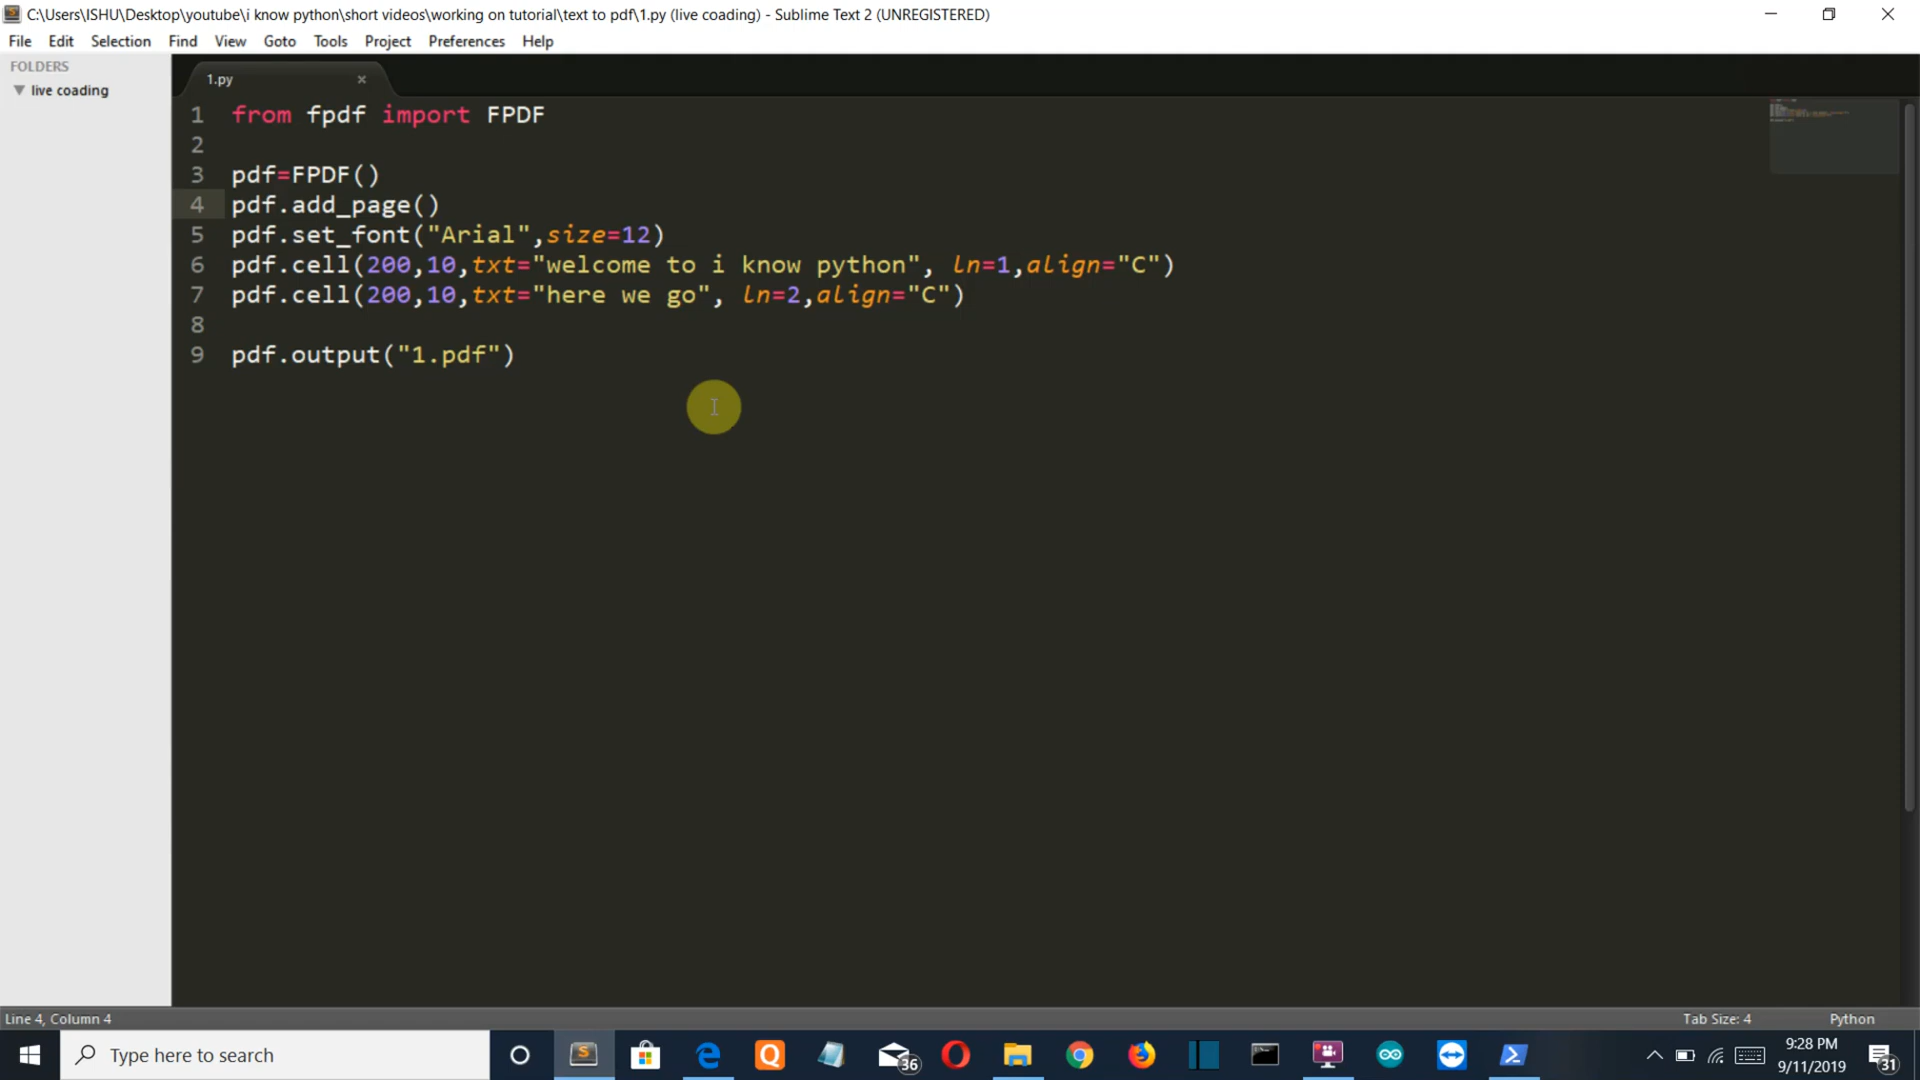 C:\Users\ISHU\Desktop\youtube\i know python\short videos\working on tutorial\text to pdf\1.py (live coading) - Sublime Text 2 (UNREGISTERED)
File Edit Selection Find View Goto Tools Project Preferences Help
FOLDERS
live coading
1.py
1 from fpdf import FPDF
2
3 pdf=FPDF()
4 pdf.add_page()
5 pdf.set_font("Arial",size=12)
6 pdf.cell(200,10,txt="welcome to i know python", ln=1,align="C")
7 pdf.cell(200,10,txt="here we go", ln=2,align="C")
8
9 pdf.output("1.pdf")
Line 4, Column 4
Tab Size: 4
Python
Type here to search
36
9:28 PM
9/11/2019
31